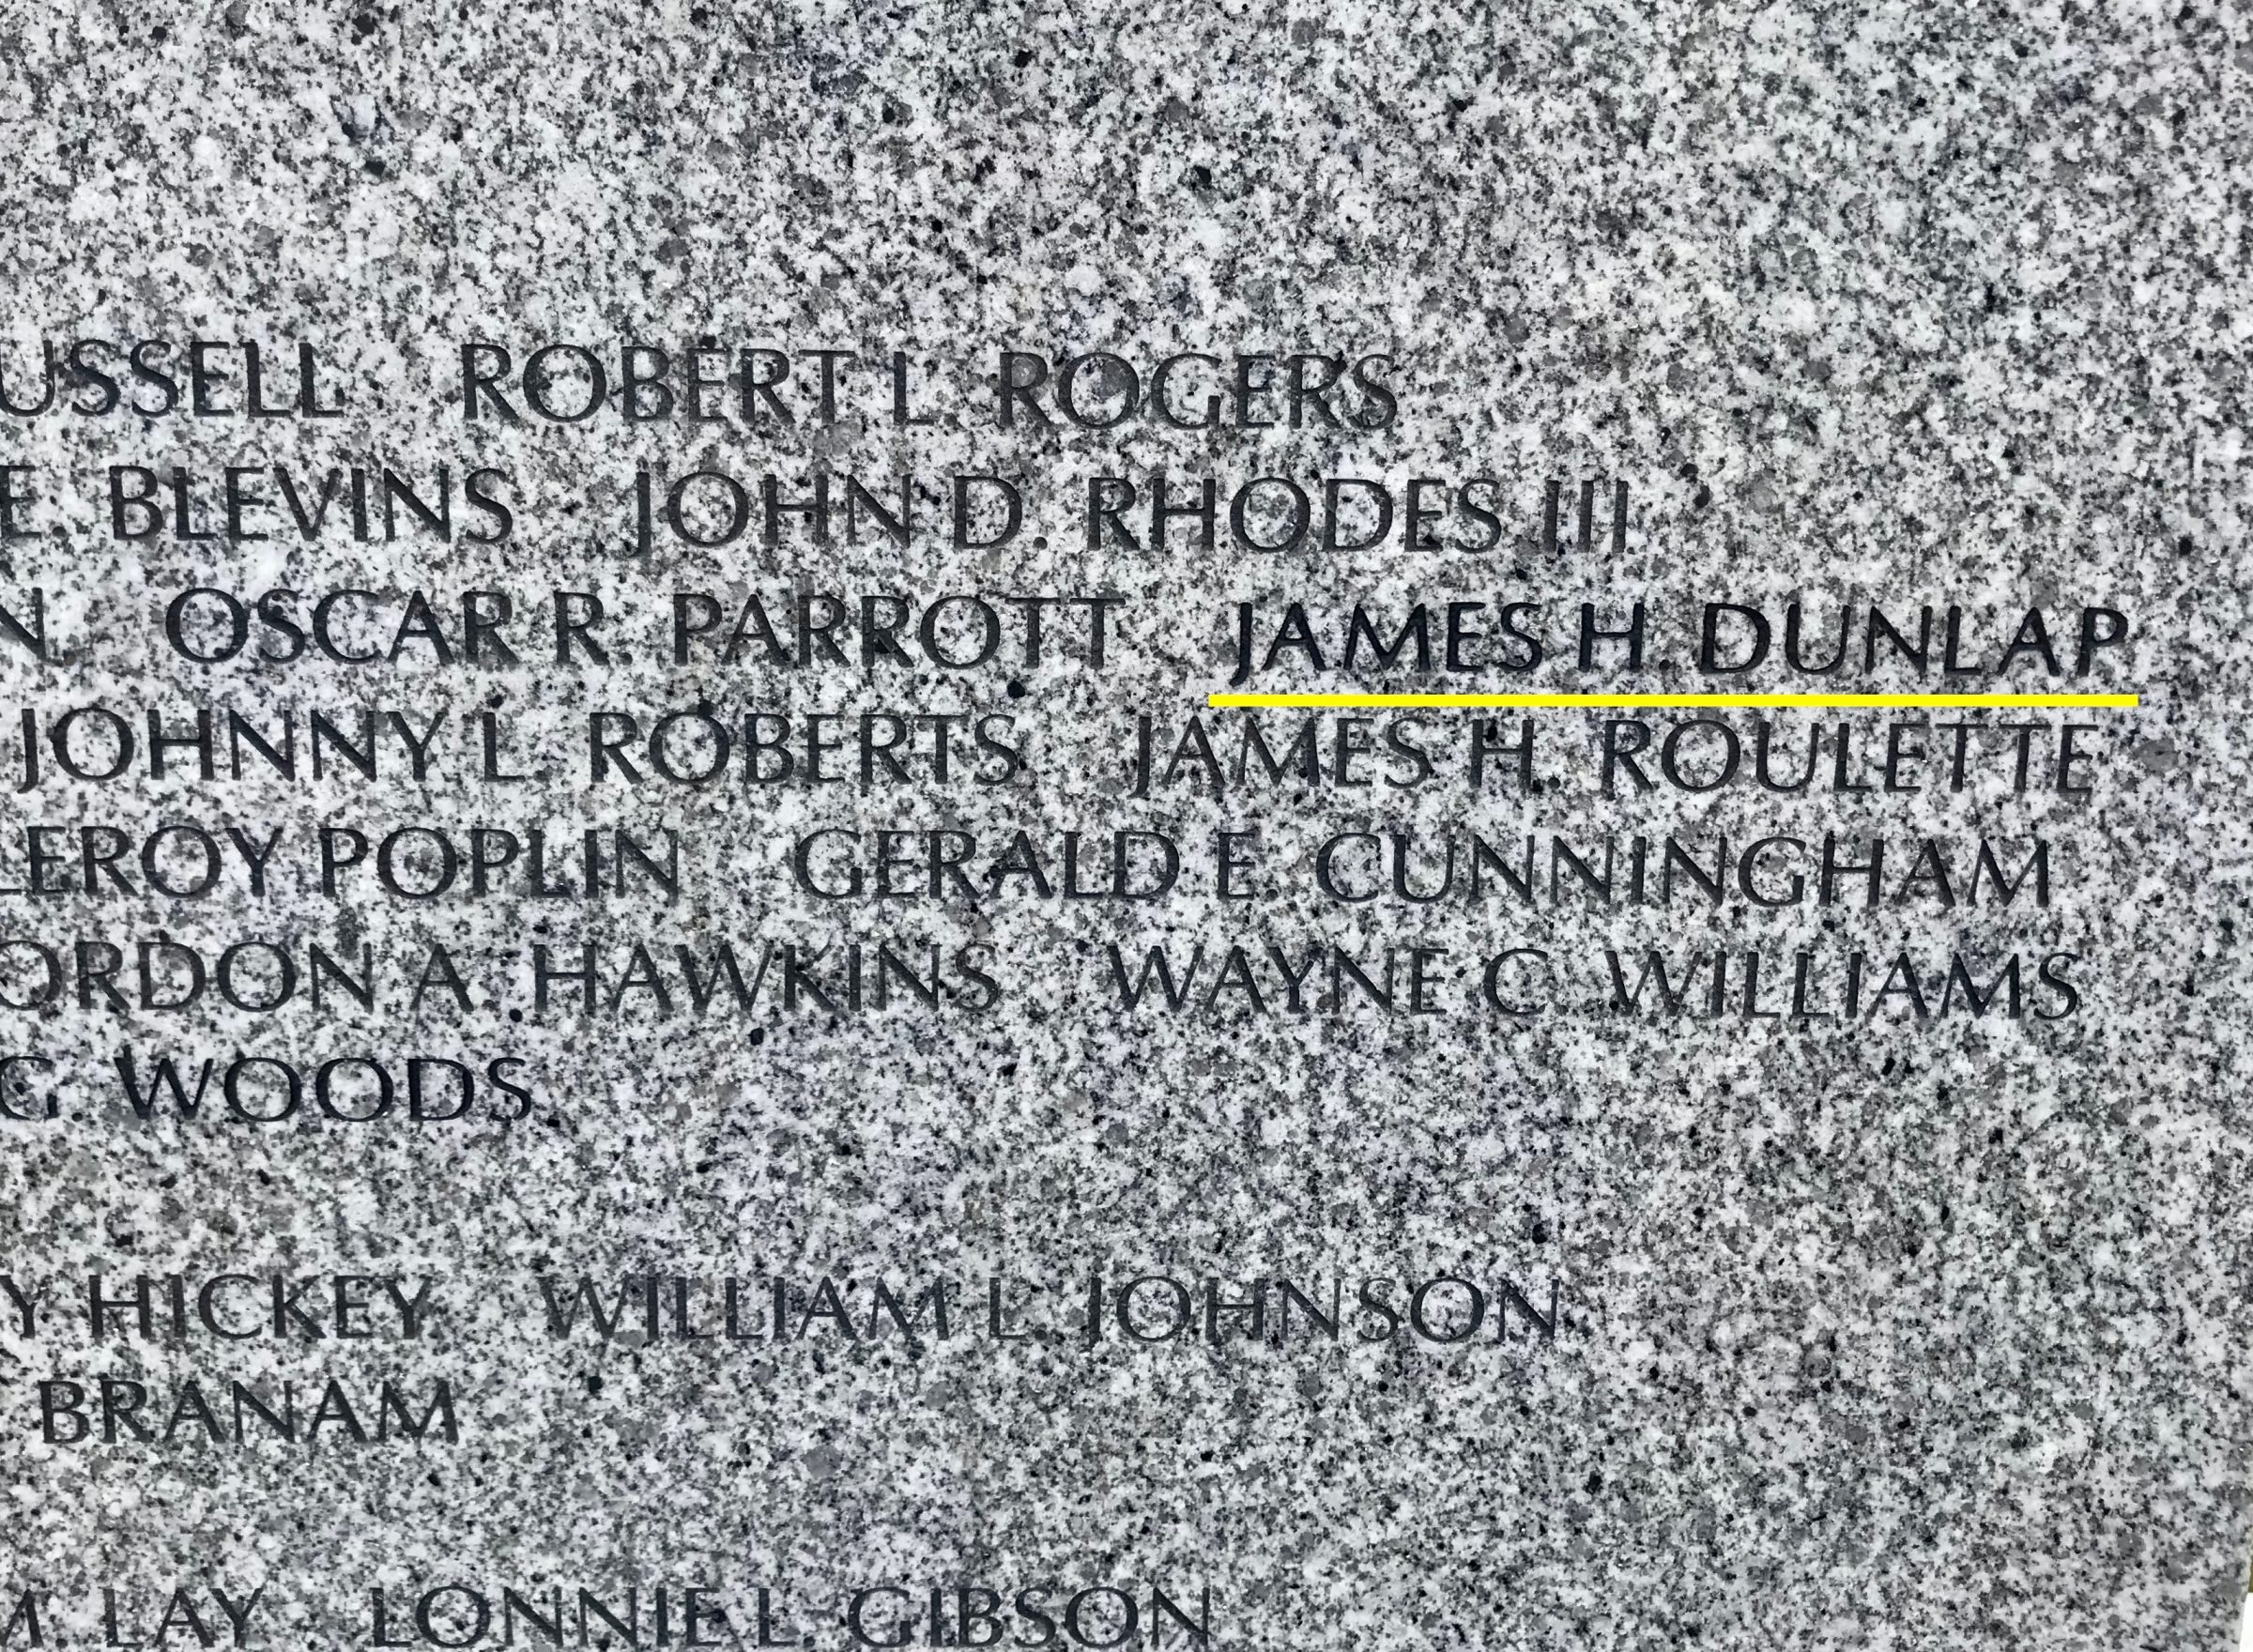 USSELL ROBERT L. ROGERS
E. BLEVINS JOHN D. RHODES III
N OSCAR R. PARROTT JAMES H. DUNLAP
JOHNNY L. ROBERTS JAMES H. ROULETTE
LEROY POPLIN GERALD E. CUNNINGHAM
ORDON A. HAWKINS WAYNE C. WILLIAMS
G. WOODS
Y HICKEY WILLIAM L. JOHNSON
BRANAM
M LAY LONNIE L. GIBSON